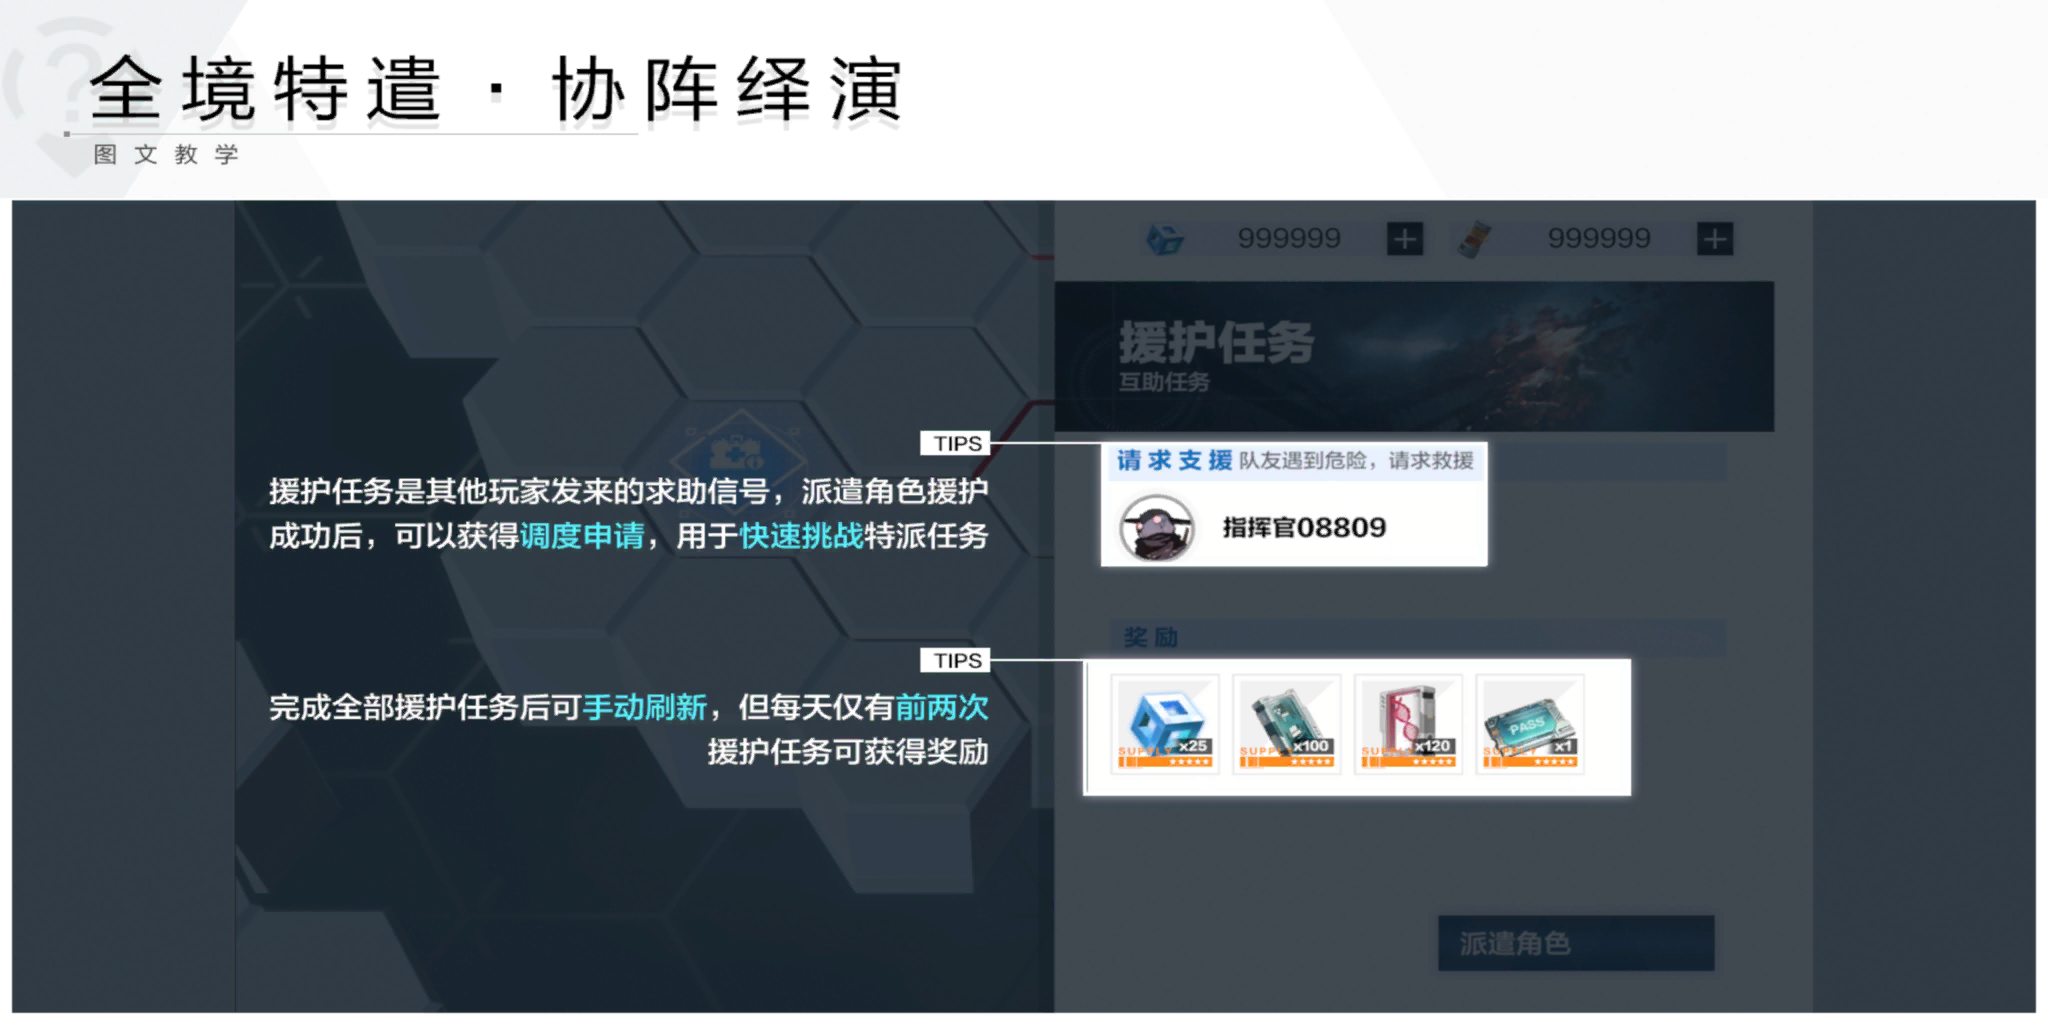 全境特遣·协阵绎演
图文教学
999999
999999
援护任务
互助任务
TIPS
请求支援 队友遇到危险，请求救援
指挥官08809
援护任务是其他玩家发来的求助信号，派遣角色援护
成功后，可以获得调度申请，用于快速挑战特派任务
奖励
TIPS
完成全部援护任务后可手动刷新，但每天仅有前两次
援护任务可获得奖励
SUPPLY x25
SUPPLY x100
SUPPLY x120
PASS
SUPPLY x1
派遣角色